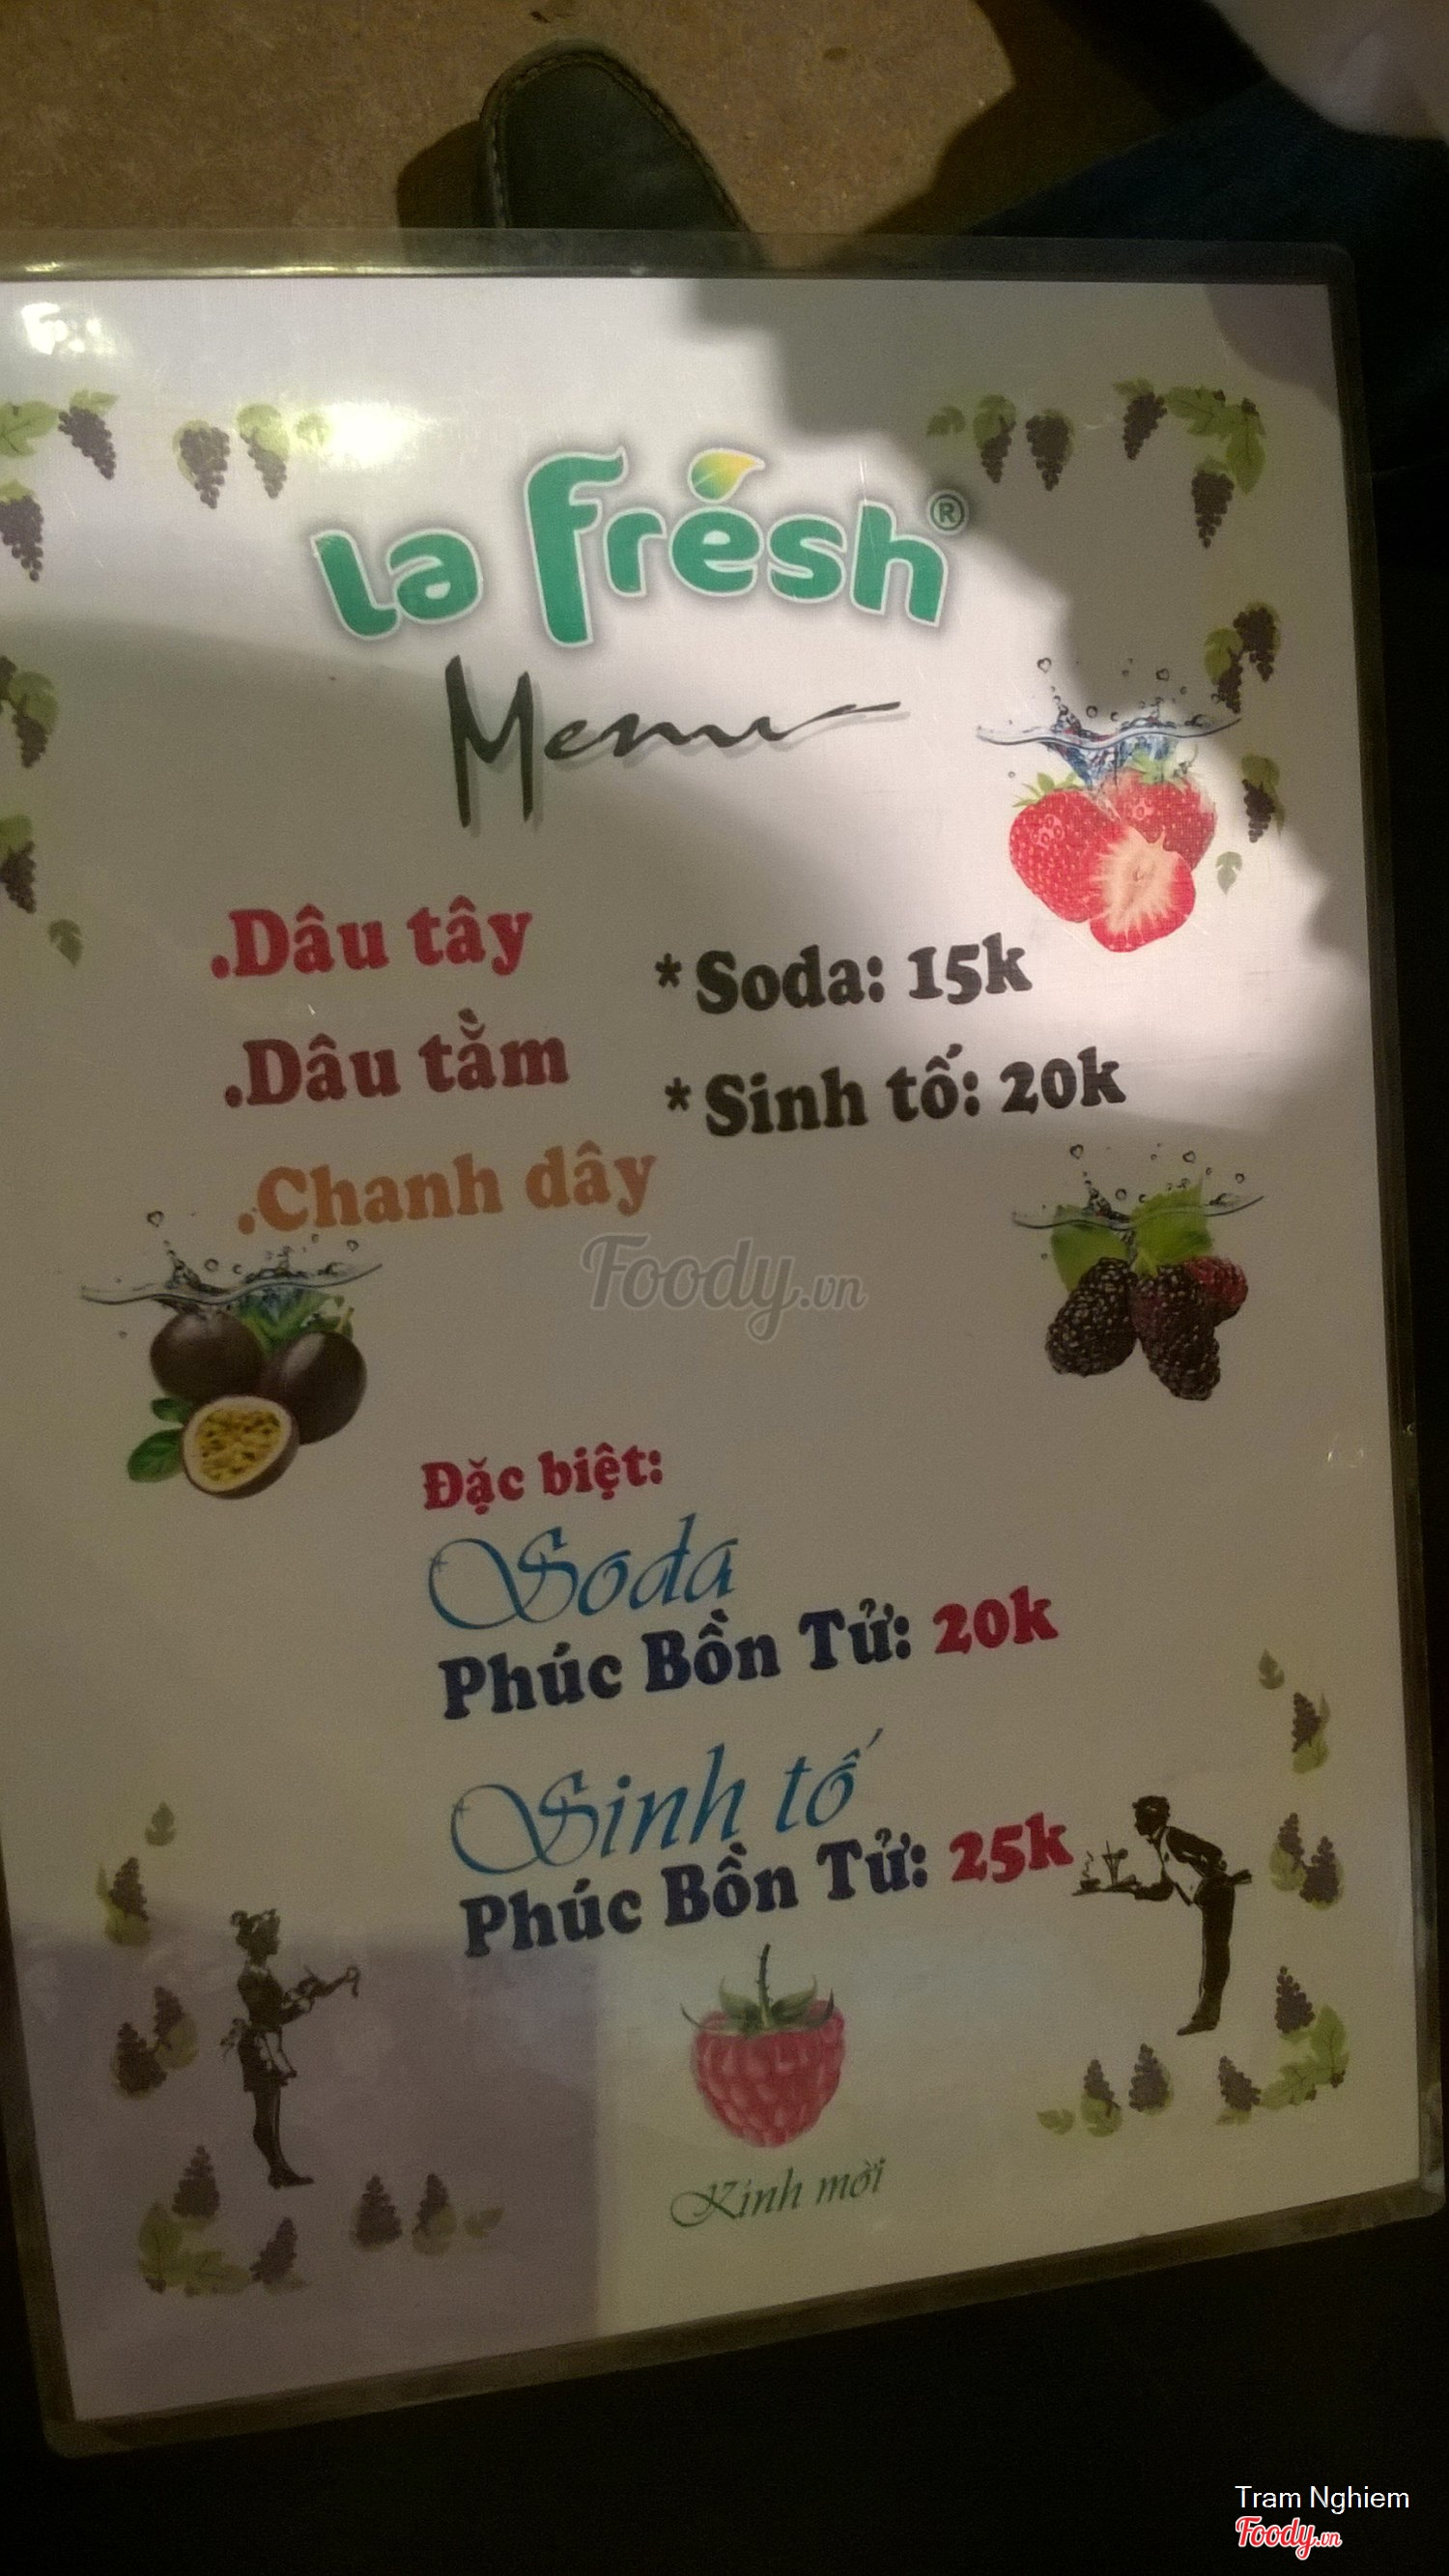 la fresh®
Menu
.Dâu tây
*Soda: 15k
.Dâu tằm
*Sinh tố: 20k
.Chanh dây
Foody.vn
Đặc biệt:
Soda
Phúc Bồn Tử: 20k
Sinh tố
Phúc Bồn Tử: 25k
Kính mời
Tram Nghiem
Foody.vn